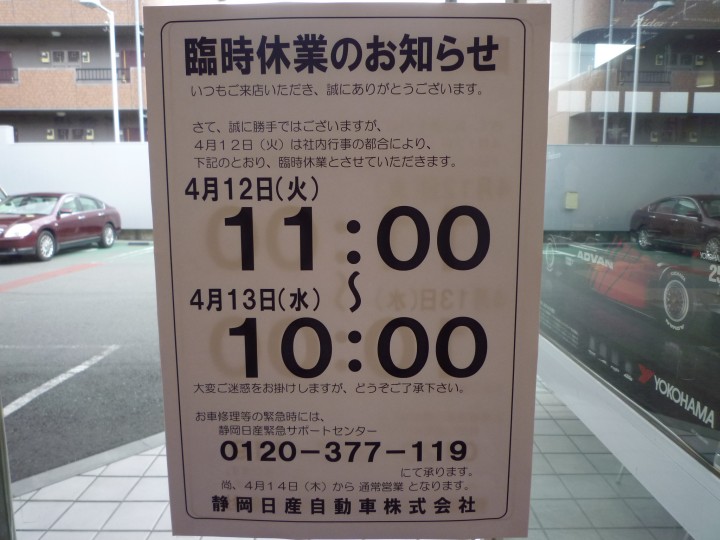 臨時休業のお知らせ
いつもご来店いただき、誠にありがとうございます。
さて、誠に勝手ではございますが、
4月12日（火）は社内行事の都合により、
下記のとおり、臨時休業とさせていただきます。
4月12日（火）
11:00
～
4月13日（水）
10:00
大変ご迷惑をお掛けしますが、どうぞご了承下さい。
お車修理等の緊急時には、
静岡日産緊急サポートセンター
0120－377－119
にて承ります。
尚、4月14日（木）から 通常営業 となります。
静岡日産自動車株式会社
ADVAN
YOKOHAMA